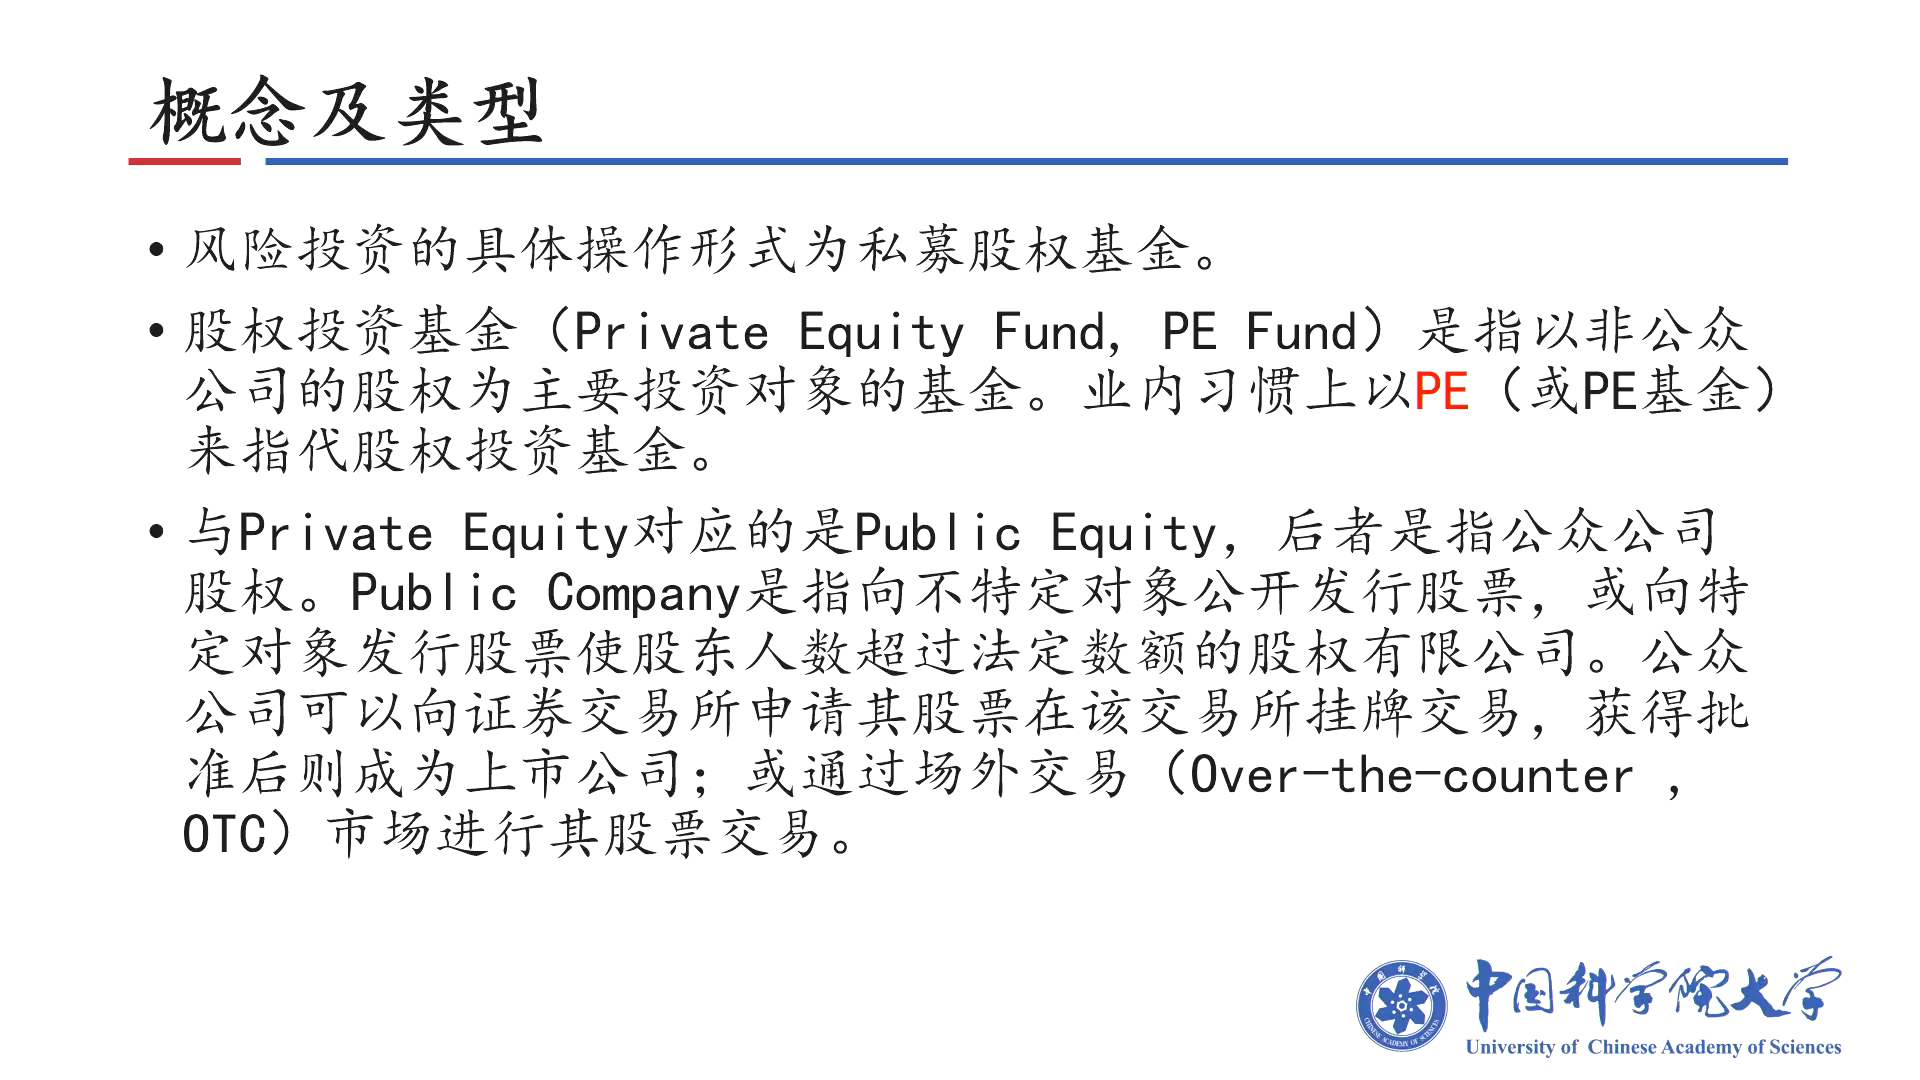 概念及类型
• 风险投资的具体操作形式为私募股权基金。
• 股权投资基金（Private Equity Fund, PE Fund）是指以非公众
公司的股权为主要投资对象的基金。业内习惯上以PE（或PE基金）
来指代股权投资基金。
• 与Private Equity对应的是Public Equity，后者是指公众公司
股权。Public Company是指向不特定对象公开发行股票，或向特
定对象发行股票使股东人数超过法定数额的股权有限公司。公众
公司可以向证券交易所申请其股票在该交易所挂牌交易，获得批
准后则成为上市公司；或通过场外交易（Over-the-counter ，
OTC）市场进行其股票交易。
中国科学院
CHINESE ACADEMY OF SCIENCES
中国科学院大学
University of Chinese Academy of Sciences